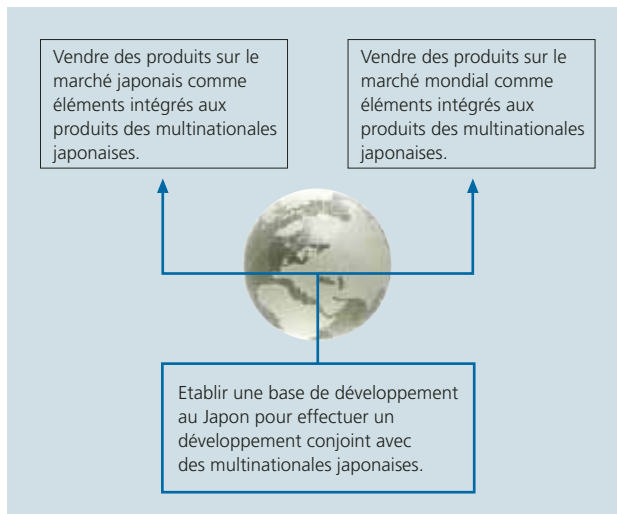 Vendre des produits sur le
marché japonais comme
éléments intégrés aux
produits des multinationales
japonaises.
Vendre des produits sur le
marché mondial comme
éléments intégrés aux
produits des multinationales
japonaises.
Etablir une base de développement
au Japon pour effectuer un
développement conjoint avec
des multinationales japonaises.